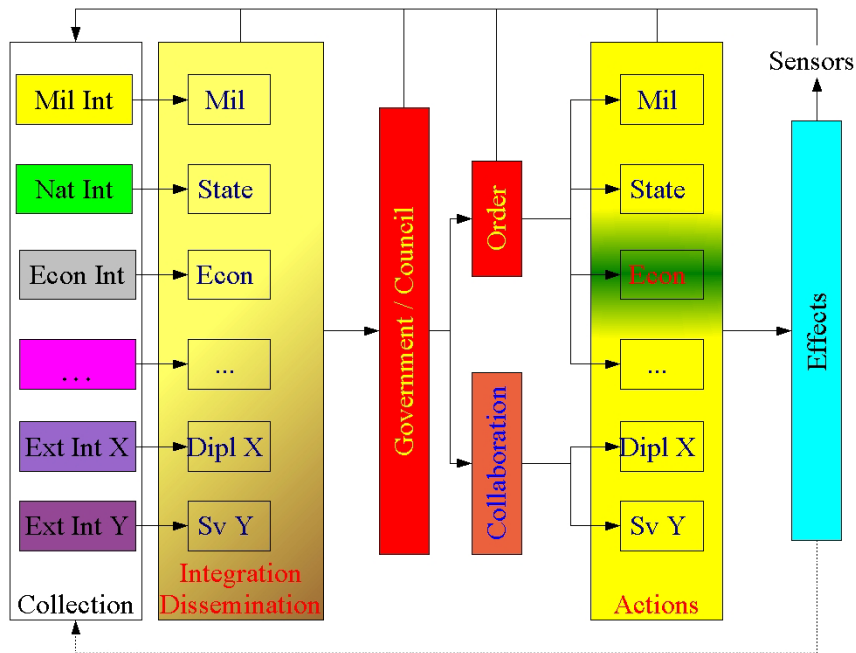 Sensors
Mil Int
Mil
Mil
Nat Int
State
Order
State
Econ Int
Econ
Government / Council
Econ
Effects
...
...
...
Ext Int X
Dipl X
Collaboration
Dipl X
Ext Int Y
Sv Y
Sv Y
Integration
Dissemination
Collection
Actions